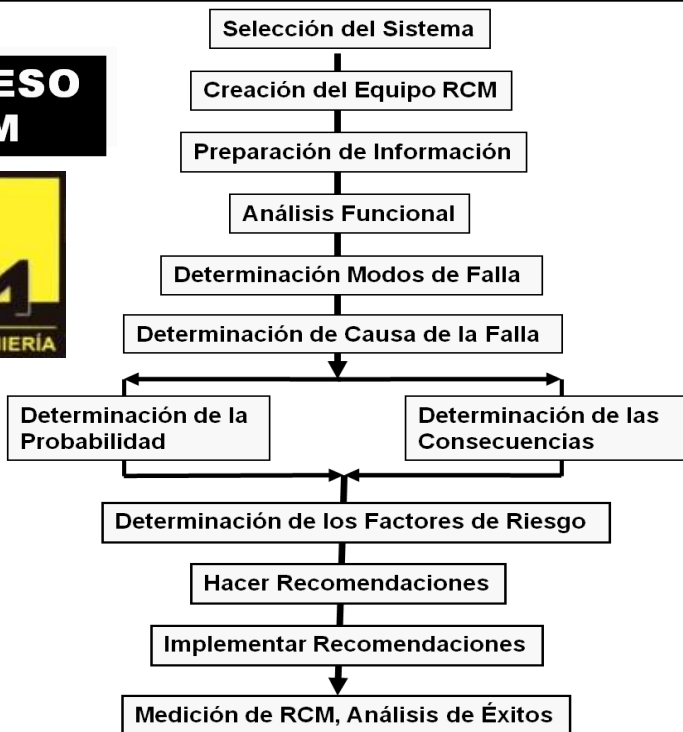 ESO
M
IERÍA
Selección del Sistema
Creación del Equipo RCM
Preparación de Información
Análisis Funcional
Determinación Modos de Falla
Determinación de Causa de la Falla
Determinación de la
Probabilidad
Determinación de las
Consecuencias
Determinación de los Factores de Riesgo
Hacer Recomendaciones
Implementar Recomendaciones
Medición de RCM, Análisis de Éxitos